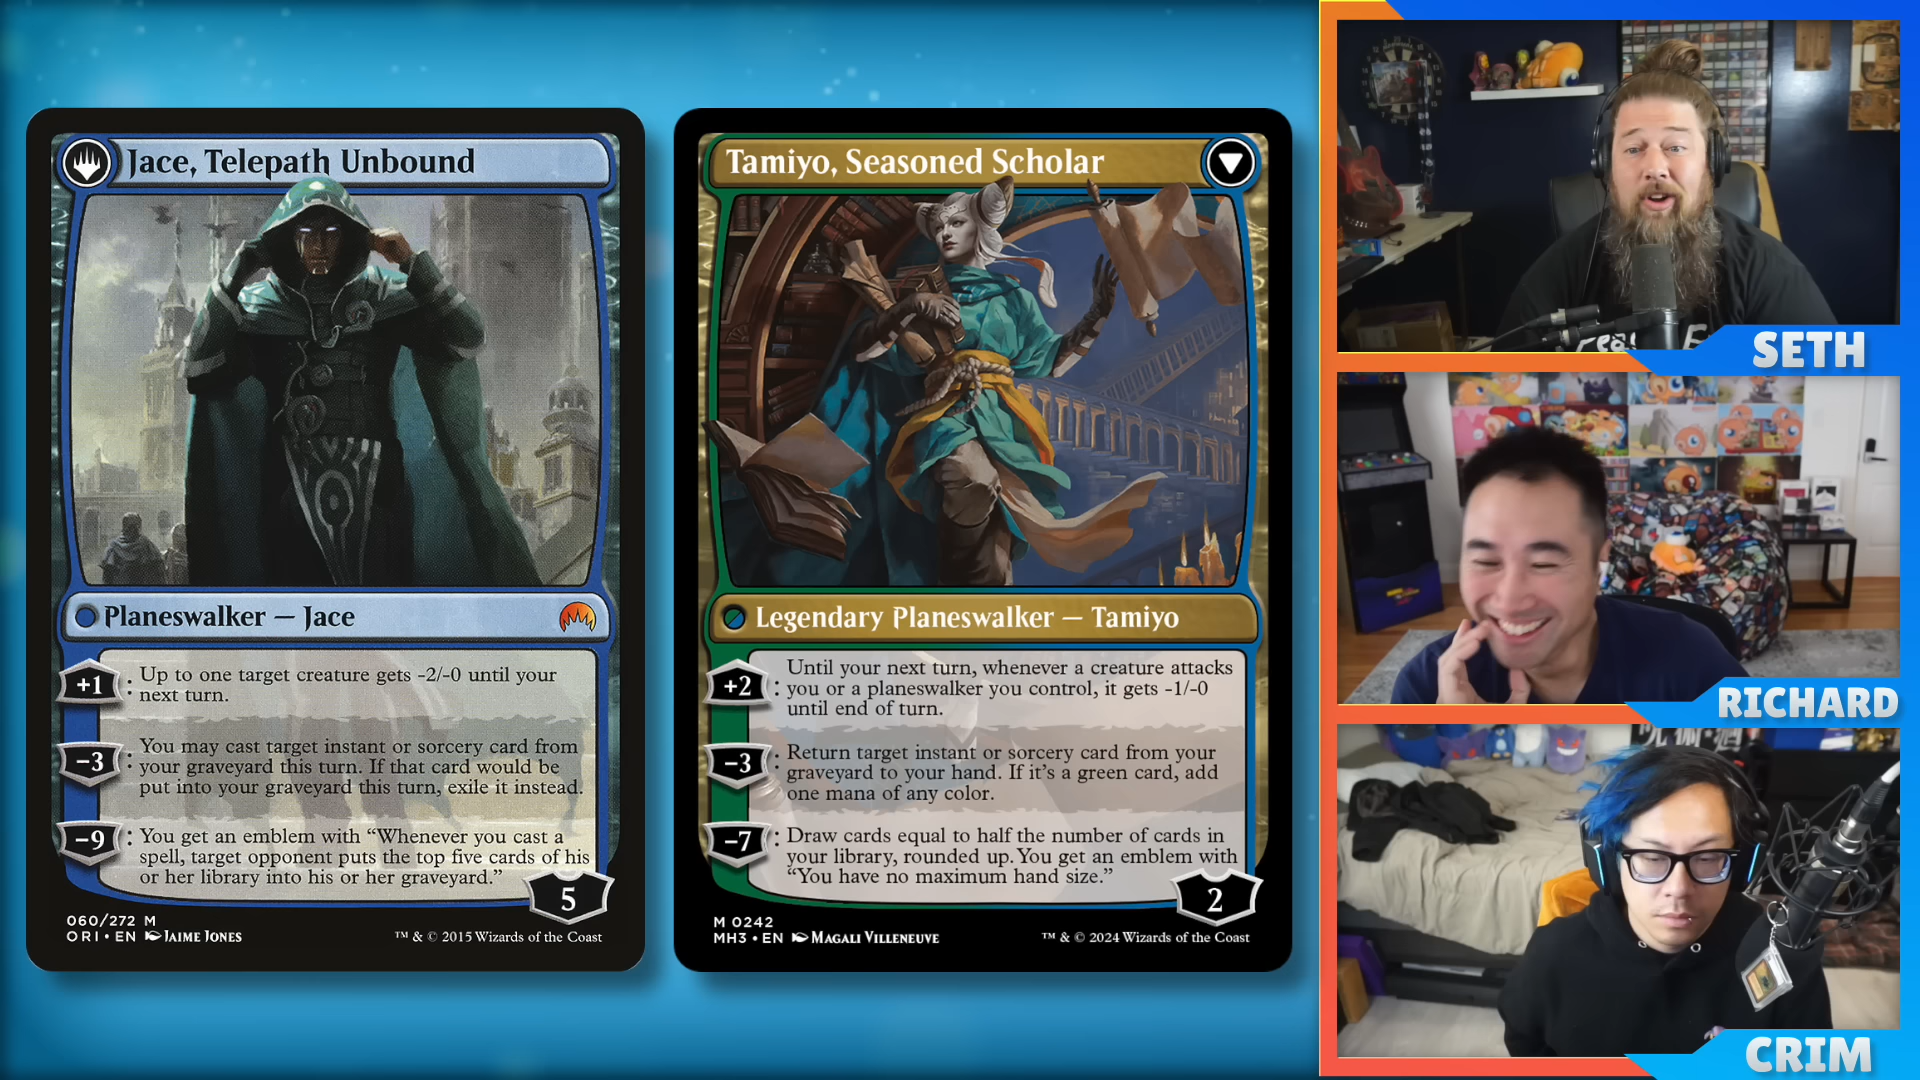 Jace, Telepath Unbound
Planeswalker — Jace
+1 : Up to one target creature gets -2/-0 until your
next turn.
−3 : You may cast target instant or sorcery card from
your graveyard this turn. If that card would be
put into your graveyard this turn, exile it instead.
−9 : You get an emblem with “Whenever you cast a
spell, target opponent puts the top five cards of his
or her library into his or her graveyard.”
5
060/272 M
ORI • EN JAIME JONES
™ & © 2015 Wizards of the Coast
Tamiyo, Seasoned Scholar
Legendary Planeswalker — Tamiyo
+2 : Until your next turn, whenever a creature attacks
you or a planeswalker you control, it gets -1/-0
until end of turn.
−3 : Return target instant or sorcery card from your
graveyard to your hand. If it’s a green card, add
one mana of any color.
−7 : Draw cards equal to half the number of cards in
your library, rounded up. You get an emblem with
“You have no maximum hand size.”
2
M 0242
MH3 • EN MAGALI VILLENEUVE
™ & © 2024 Wizards of the Coast
SETH
RICHARD
CRIM